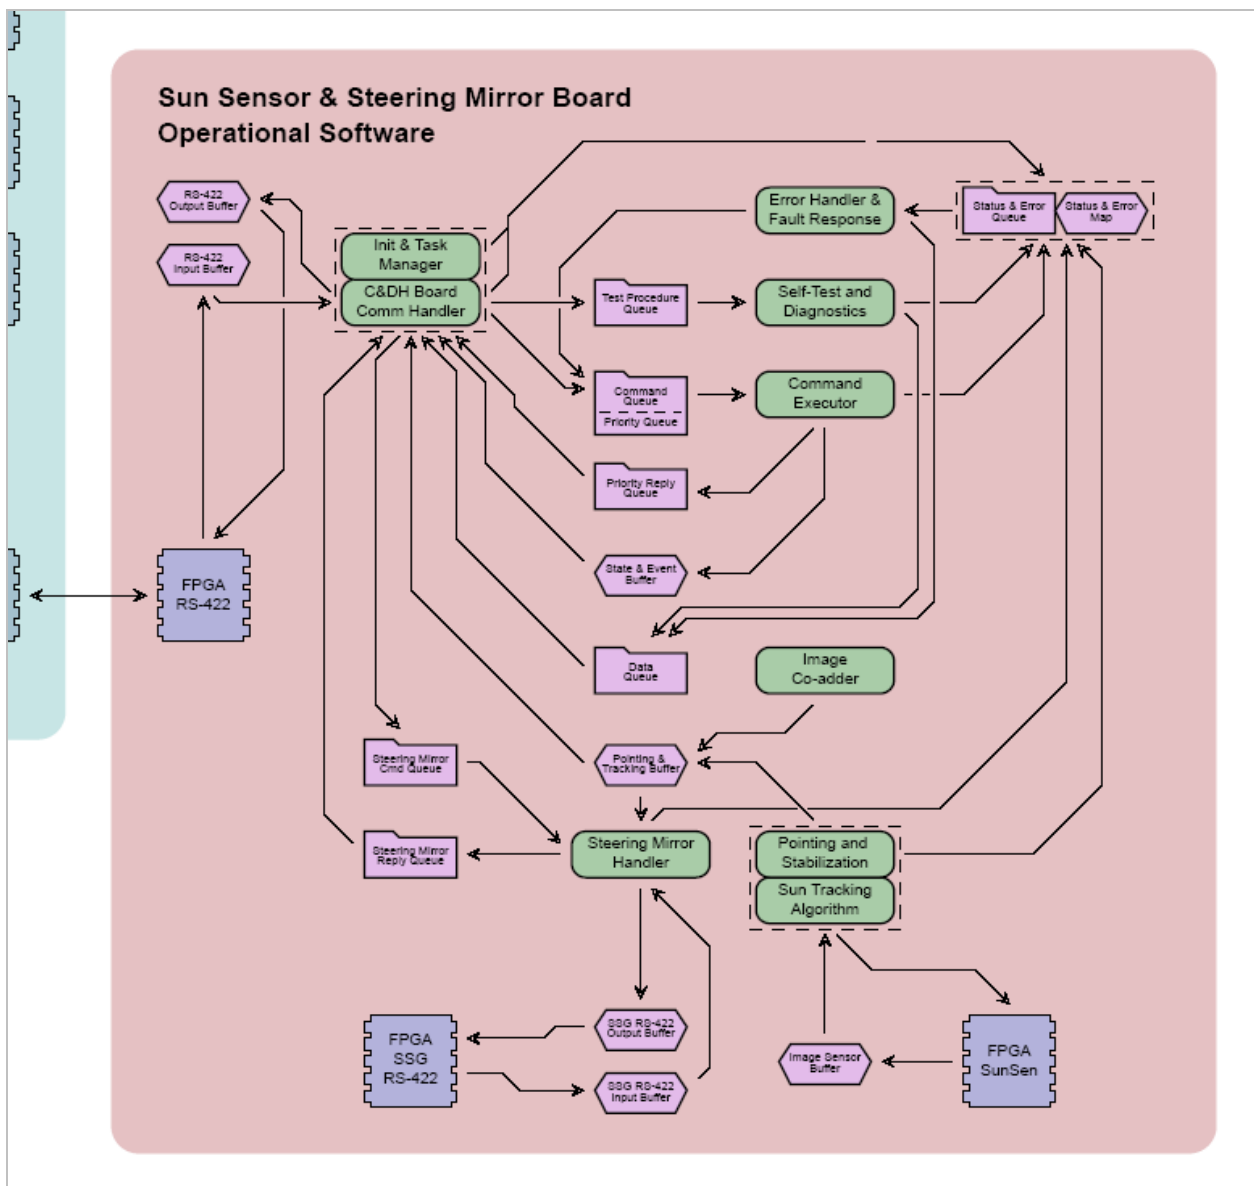 Sun Sensor & Steering Mirror Board
Operational Software
RS-422
Output Buffer
RS-422
Input Buffer
Init & Task
Manager
C&DH Board
Comm Handler
Error Handler &
Fault Response
Status & Error
Queue
Status & Error
Map
Test Procedure
Queue
Self-Test and
Diagnostics
Command
Queue
Priority Queue
Command
Executor
Priority Reply
Queue
FPGA
RS-422
State & Event
Buffer
Data
Queue
Image
Co-adder
Steering Mirror
Cmd Queue
Pointing &
Tracking Buffer
Steering Mirror
Reply Queue
Steering Mirror
Handler
Pointing and
Stabilization
Sun Tracking
Algorithm
FPGA
SSG
RS-422
SSG RS-422
Output Buffer
SSG RS-422
Input Buffer
Image Sensor
Buffer
FPGA
SunSen